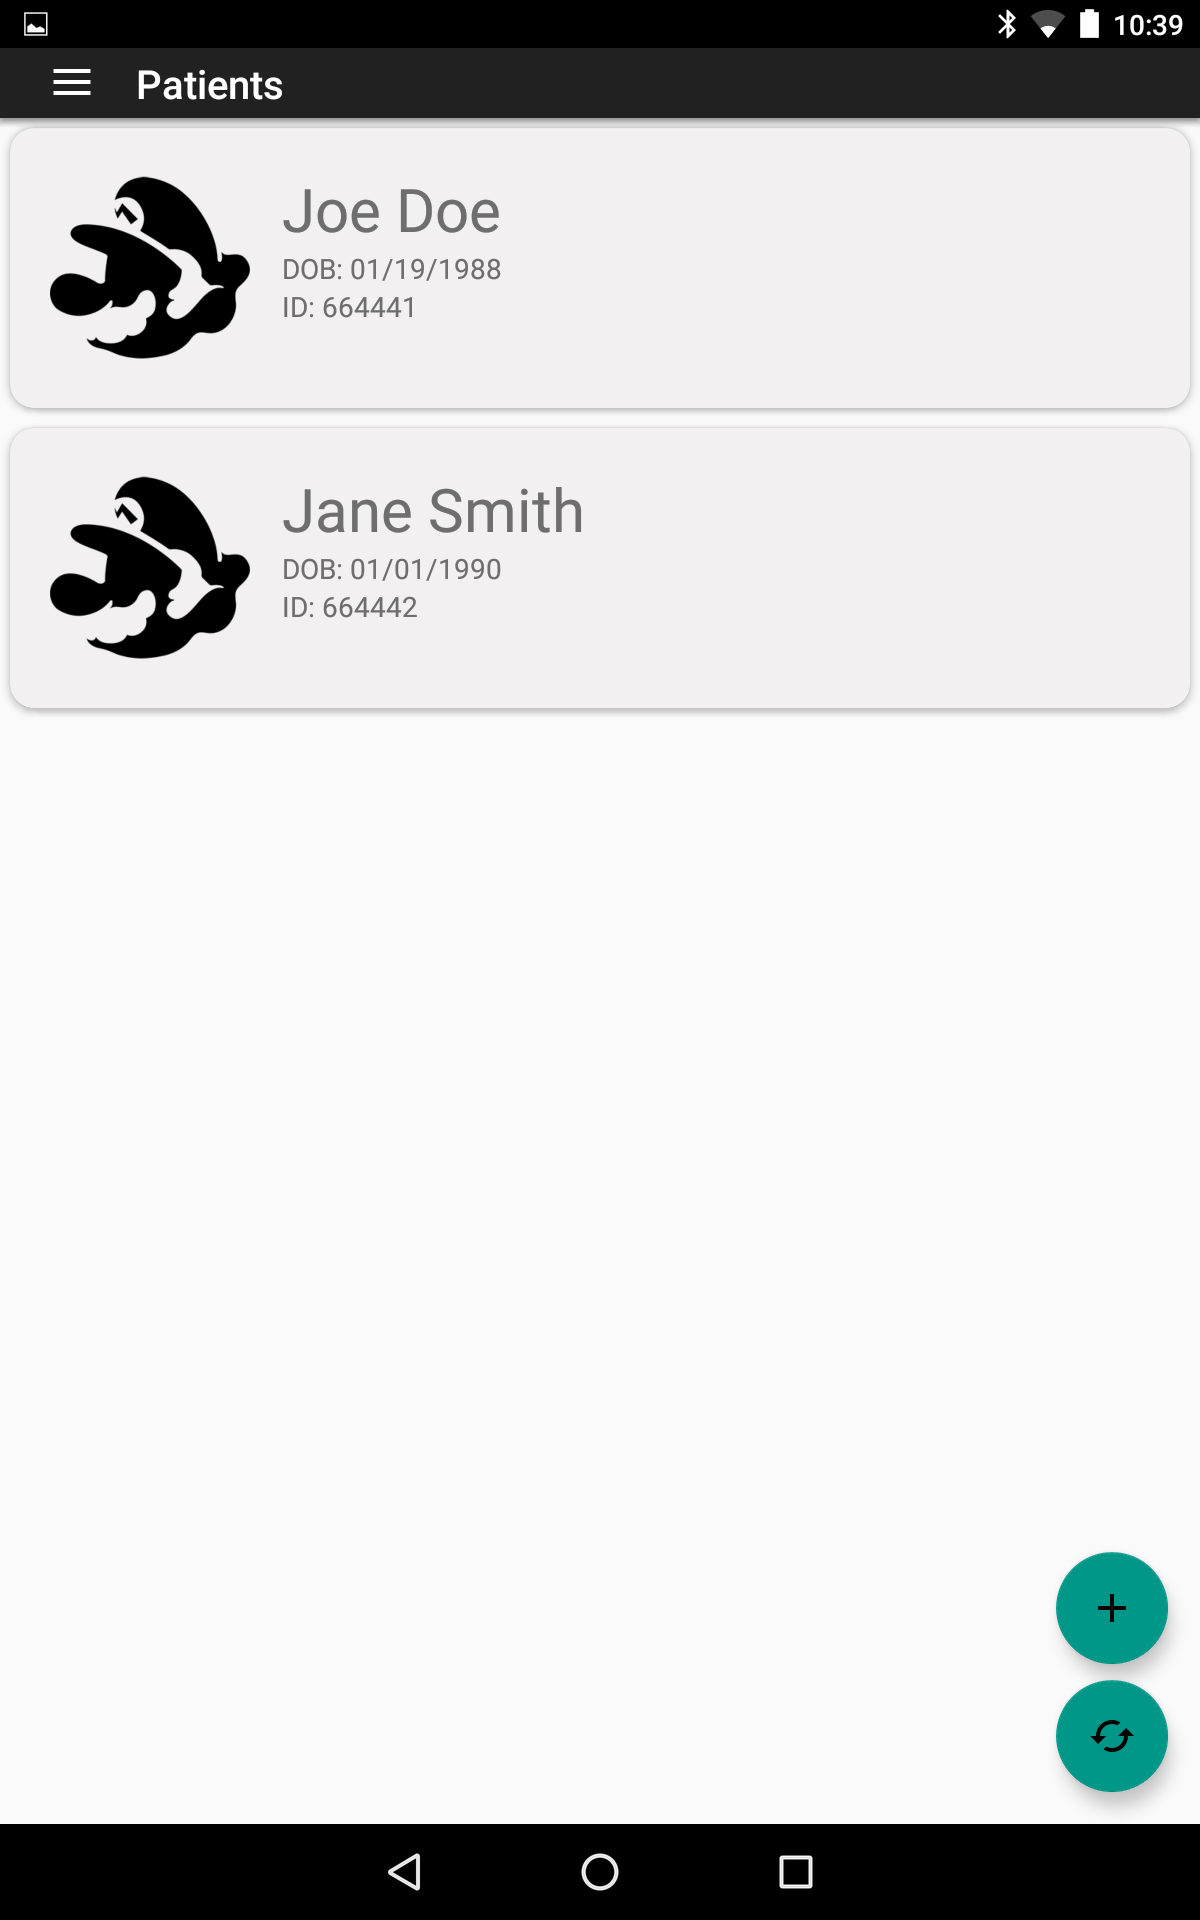 10:39
Patients
Joe Doe
DOB: 01/19/1988
ID: 664441
Jane Smith
DOB: 01/01/1990
ID: 664442